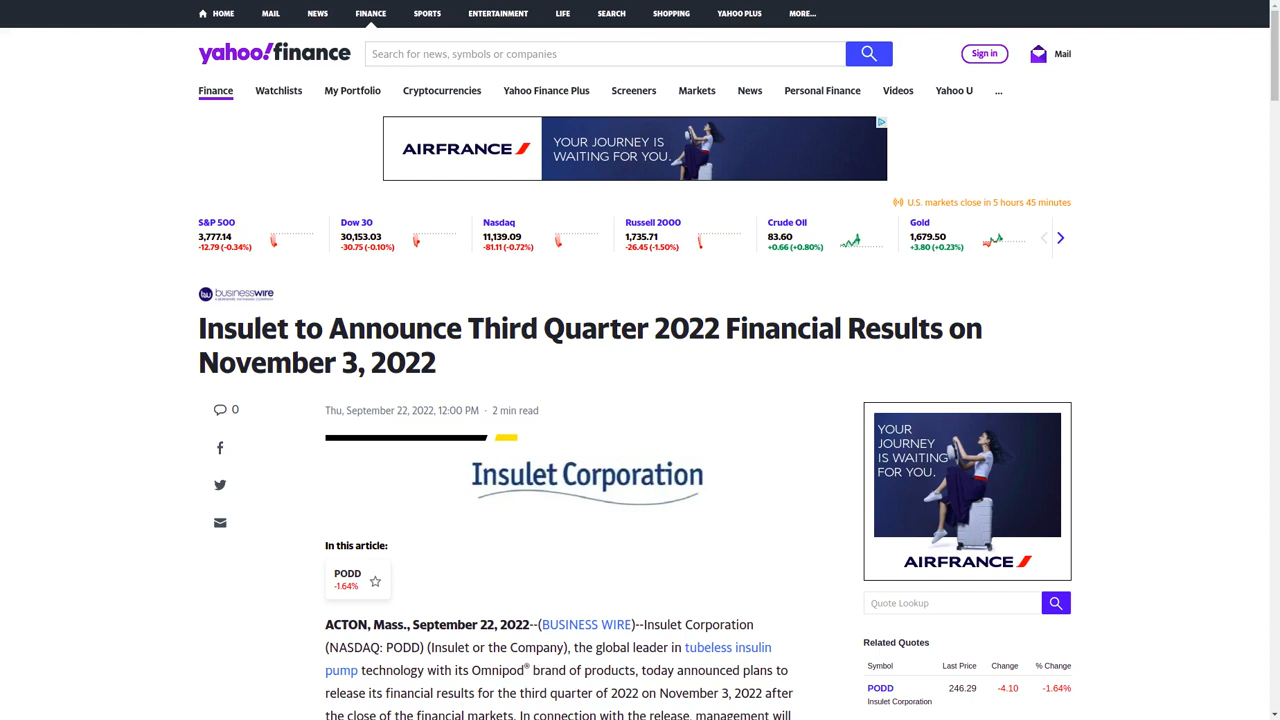 HOME MAIL NEWS FINANCE SPORTS ENTERTAINMENT LIFE SEARCH SHOPPING YAHOO PLUS MORE...
yahoo!finance Search for news, symbols or companies Sign in Mail
Finance Watchlists My Portfolio Cryptocurrencies Yahoo Finance Plus Screeners Markets News Personal Finance Videos Yahoo U ...
AIRFRANCE
YOUR JOURNEY IS
WAITING FOR YOU.
U.S. markets close in 5 hours 45 minutes
S&P 500
3,777.14
-12.79 (-0.34%)
Dow 30
30,153.03
-30.75 (-0.10%)
Nasdaq
11,139.09
-81.11 (-0.72%)
Russell 2000
1,735.71
-26.45 (-1.50%)
Crude Oil
83.60
+0.66 (+0.80%)
Gold
1,679.50
+3.80 (+0.23%)
businesswire
Insulet to Announce Third Quarter 2022 Financial Results on
November 3, 2022
0
Thu, September 22, 2022, 12:00 PM · 2 min read
Insulet Corporation
In this article:
PODD
-1.64%
ACTON, Mass., September 22, 2022--(BUSINESS WIRE)--Insulet Corporation
(NASDAQ: PODD) (Insulet or the Company), the global leader in tubeless insulin
pump technology with its Omnipod® brand of products, today announced plans to
release its financial results for the third quarter of 2022 on November 3, 2022 after
the close of the financial markets. In connection with the release, management will
YOUR
JOURNEY
IS WAITING
FOR YOU.
AIRFRANCE
Quote Lookup
Related Quotes
Symbol Last Price Change % Change
PODD 246.29 -4.10 -1.64%
Insulet Corporation